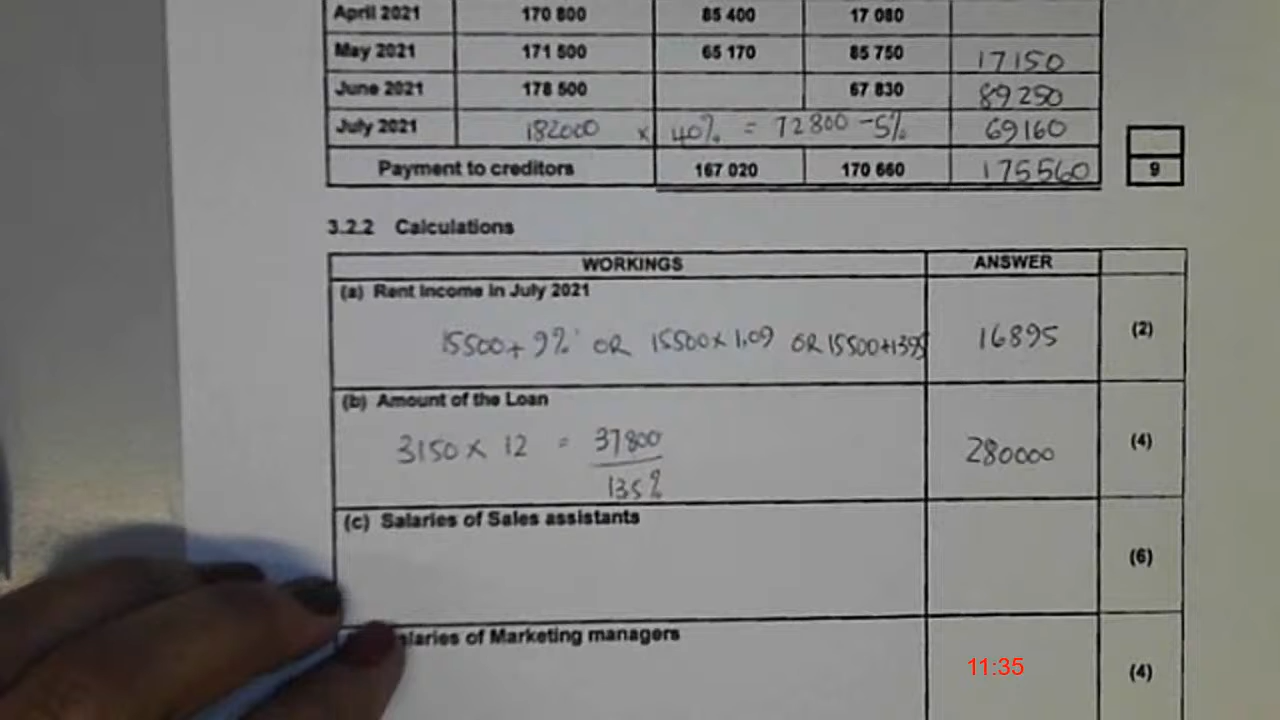 April 2021 170 800 85 400 17 080
May 2021 171 500 65 170 85 750 17150
June 2021 178 500 67 830 89250
July 2021 182000 x 40% = 72800 -5% 69160
Payment to creditors 167 020 170 660 175560 9
3.2.2 Calculations
WORKINGS ANSWER
(a) Rent Income in July 2021
15500+ 9% OR 15500 x 1,09 OR 15500+1395 16895 (2)
(b) Amount of the Loan
3150 x 12 = 37800 280000 (4)
135%
(c) Salaries of Sales assistants
(6)
alaries of Marketing managers
11:35 (4)